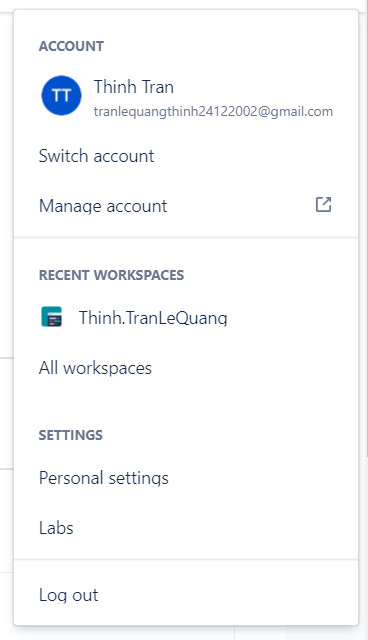 ACCOUNT
TT
Thinh Tran
tranlequangthinh24122002@gmail.com
Switch account
Manage account
RECENT WORKSPACES
Thinh.TranLeQuang
All workspaces
SETTINGS
Personal settings
Labs
Log out